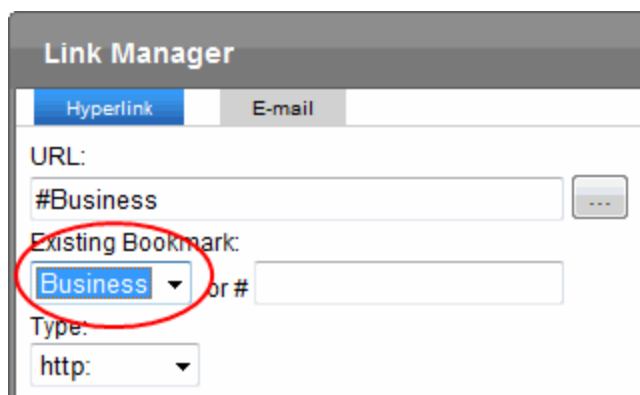 Link Manager
Hyperlink E-mail
URL:
#Business ...
Existing Bookmark:
Business or #
Type:
http: